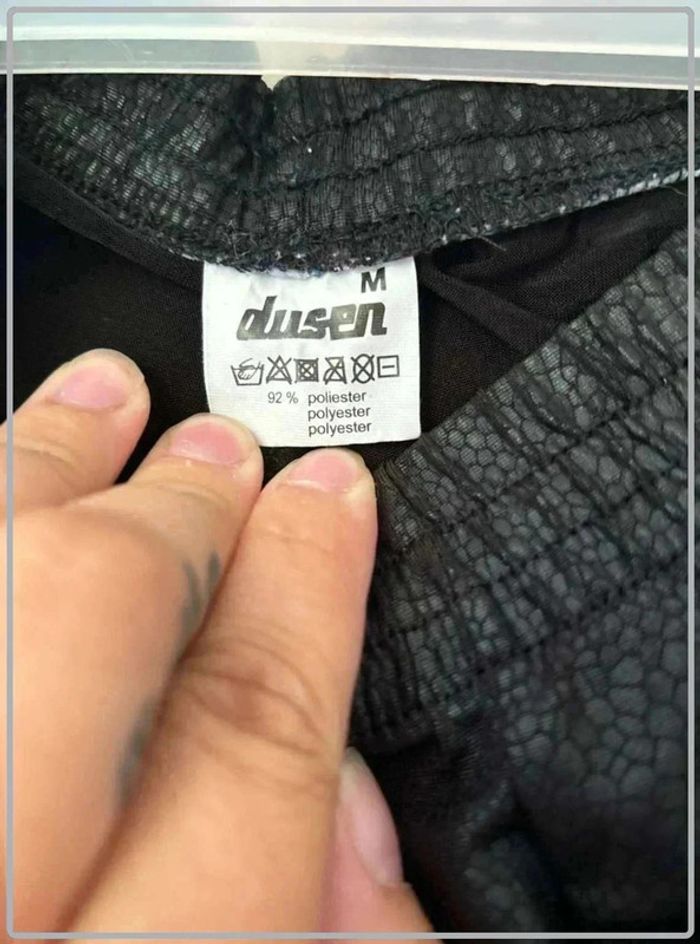 M
dusen
92 % poliester
polyester
polyester